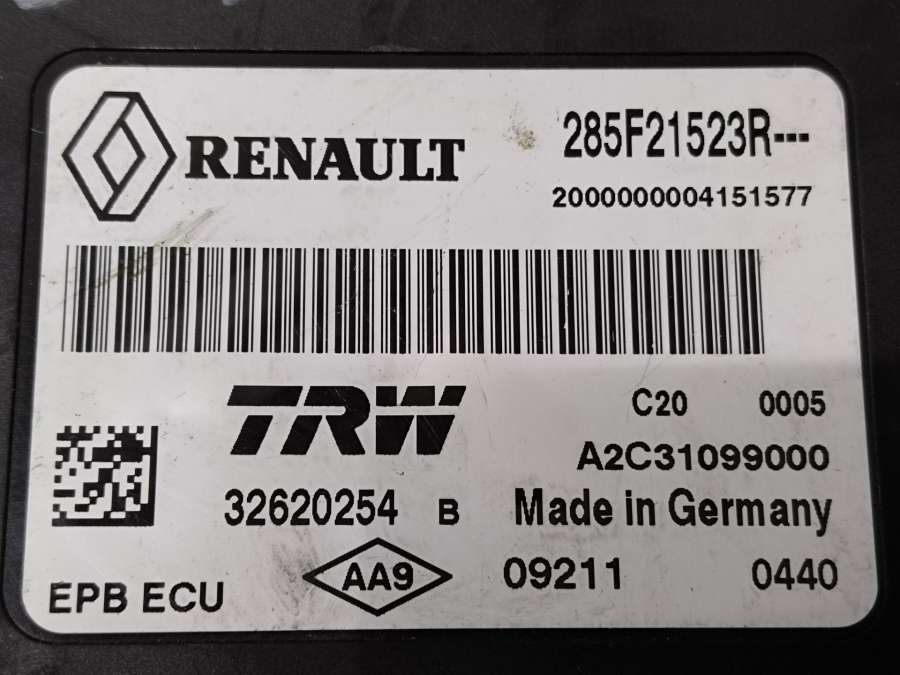 RENAULT
285F21523R---
2000000004151577
TRW
C20 0005
A2C31099000
32620254 B
Made in Germany
EPB ECU
AA9
09211 0440